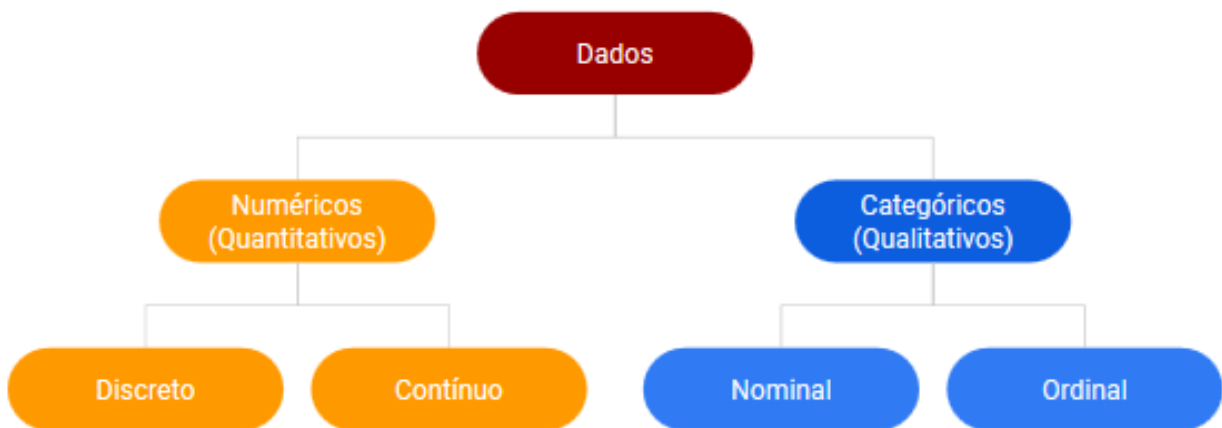 Dados
Numéricos
(Quantitativos)
Categóricos
(Qualitativos)
Discreto
Contínuo
Nominal
Ordinal